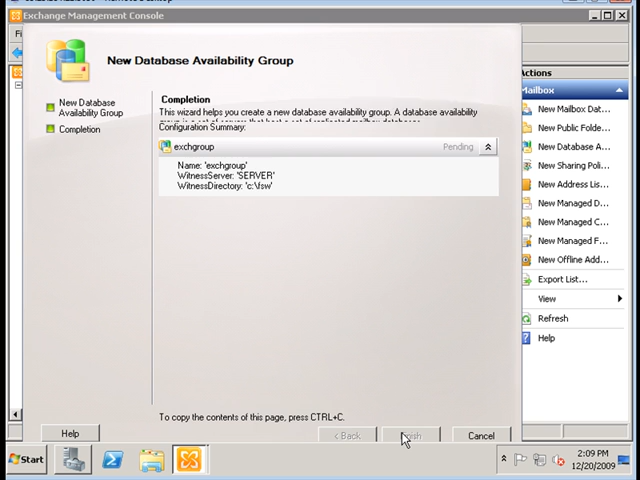 Exchange Management Console
Fi
New Database Availability Group
New Database
Availability Group
Completion
Completion
This wizard helps you create a new database availability group. A database availability
Configuration Summary:
exchgroup
Pending
Name: 'exchgroup'
WitnessServer: 'SERVER'
WitnessDirectory: 'c:\fsw'
To copy the contents of this page, press CTRL+C.
Help
< Back
Cancel
Actions
Mailbox
New Mailbox Dat...
New Public Folde...
New Database A...
New Sharing Poli...
New Address Lis...
New Managed D...
New Managed C...
New Managed F...
New Offline Add...
Export List...
View
Refresh
Help
Start
2:09 PM
12/20/2009